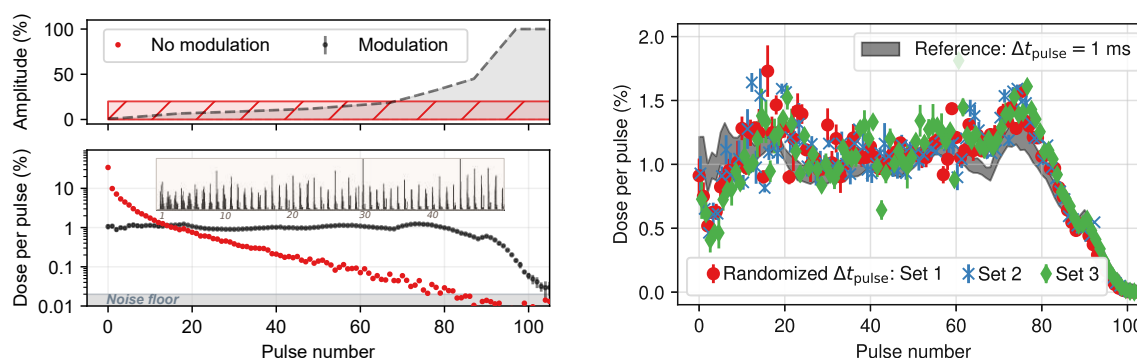 Amplitude (%)
100
50
0
No modulation
Modulation
Dose per pulse (%)
10
1
0.1
0.01
1
10
20
30
40
Noise floor
0
20
40
60
80
100
Pulse number
Dose per pulse (%)
2.0
1.5
1.0
0.5
0.0
Reference: Δt_pulse = 1 ms
Randomized Δt_pulse: Set 1
Set 2
Set 3
0
20
40
60
80
100
Pulse number